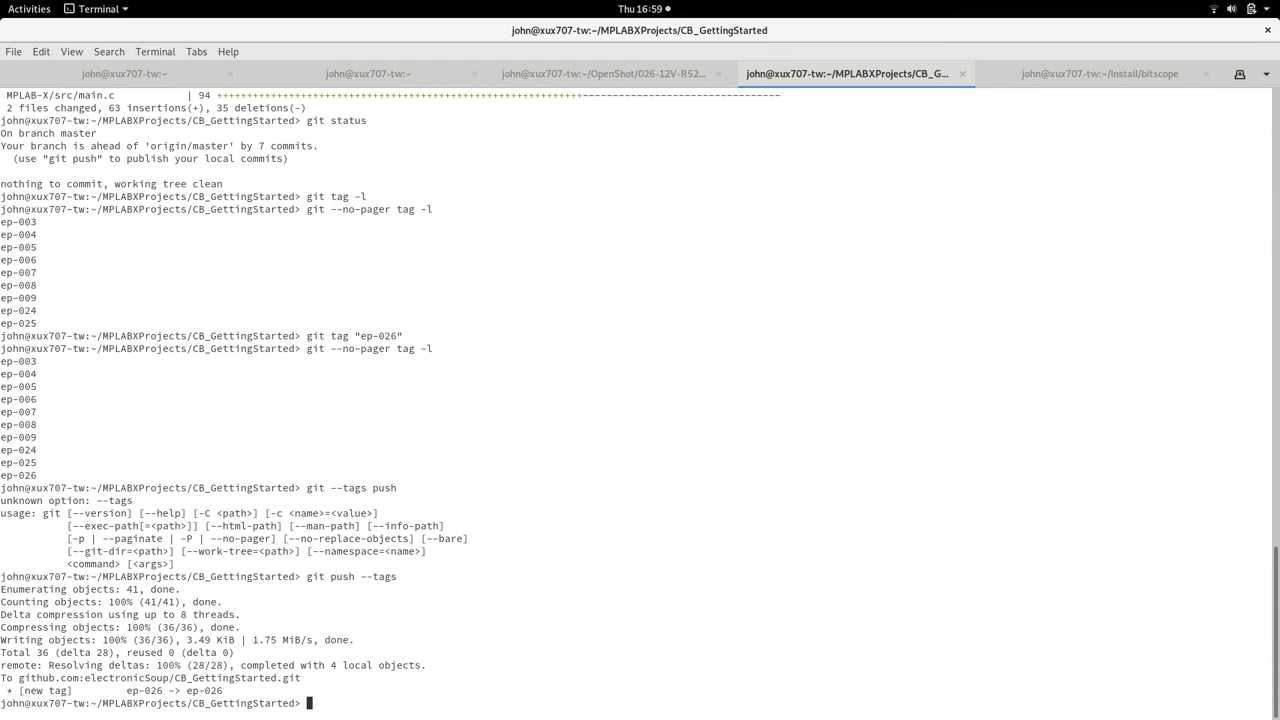 Activities Terminal Thu 16:59
john@xux707-tw:~/MPLABXProjects/CB_GettingStarted
File Edit View Search Terminal Tabs Help
john@xux707-tw:~ john@xux707-tw:~ john@xux707-tw:~/OpenShot/026-12V-RS2... john@xux707-tw:~/MPLABXProjects/CB_G... john@xux707-tw:~/Install/bitscope
 MPLAB-X/src/main.c            | 94 +++++++++++++++++++++++++++++++++++++++++++++++++++++++++++++---------------------------------
 2 files changed, 63 insertions(+), 35 deletions(-)
john@xux707-tw:~/MPLABXProjects/CB_GettingStarted> git status
On branch master
Your branch is ahead of 'origin/master' by 7 commits.
  (use "git push" to publish your local commits)
nothing to commit, working tree clean
john@xux707-tw:~/MPLABXProjects/CB_GettingStarted> git tag -l
john@xux707-tw:~/MPLABXProjects/CB_GettingStarted> git --no-pager tag -l
ep-003
ep-004
ep-005
ep-006
ep-007
ep-008
ep-009
ep-024
ep-025
john@xux707-tw:~/MPLABXProjects/CB_GettingStarted> git tag "ep-026"
john@xux707-tw:~/MPLABXProjects/CB_GettingStarted> git --no-pager tag -l
ep-003
ep-004
ep-005
ep-006
ep-007
ep-008
ep-009
ep-024
ep-025
ep-026
john@xux707-tw:~/MPLABXProjects/CB_GettingStarted> git --tags push
unknown option: --tags
usage: git [--version] [--help] [-C <path>] [-c <name>=<value>]
           [--exec-path[=<path>]] [--html-path] [--man-path] [--info-path]
           [-p | --paginate | -P | --no-pager] [--no-replace-objects] [--bare]
           [--git-dir=<path>] [--work-tree=<path>] [--namespace=<name>]
           <command> [<args>]
john@xux707-tw:~/MPLABXProjects/CB_GettingStarted> git push --tags
Enumerating objects: 41, done.
Counting objects: 100% (41/41), done.
Delta compression using up to 8 threads.
Compressing objects: 100% (36/36), done.
Writing objects: 100% (36/36), 3.49 KiB | 1.75 MiB/s, done.
Total 36 (delta 28), reused 0 (delta 0)
remote: Resolving deltas: 100% (28/28), completed with 4 local objects.
To github.com:electronicSoup/CB_GettingStarted.git
 * [new tag]         ep-026 -> ep-026
john@xux707-tw:~/MPLABXProjects/CB_GettingStarted>